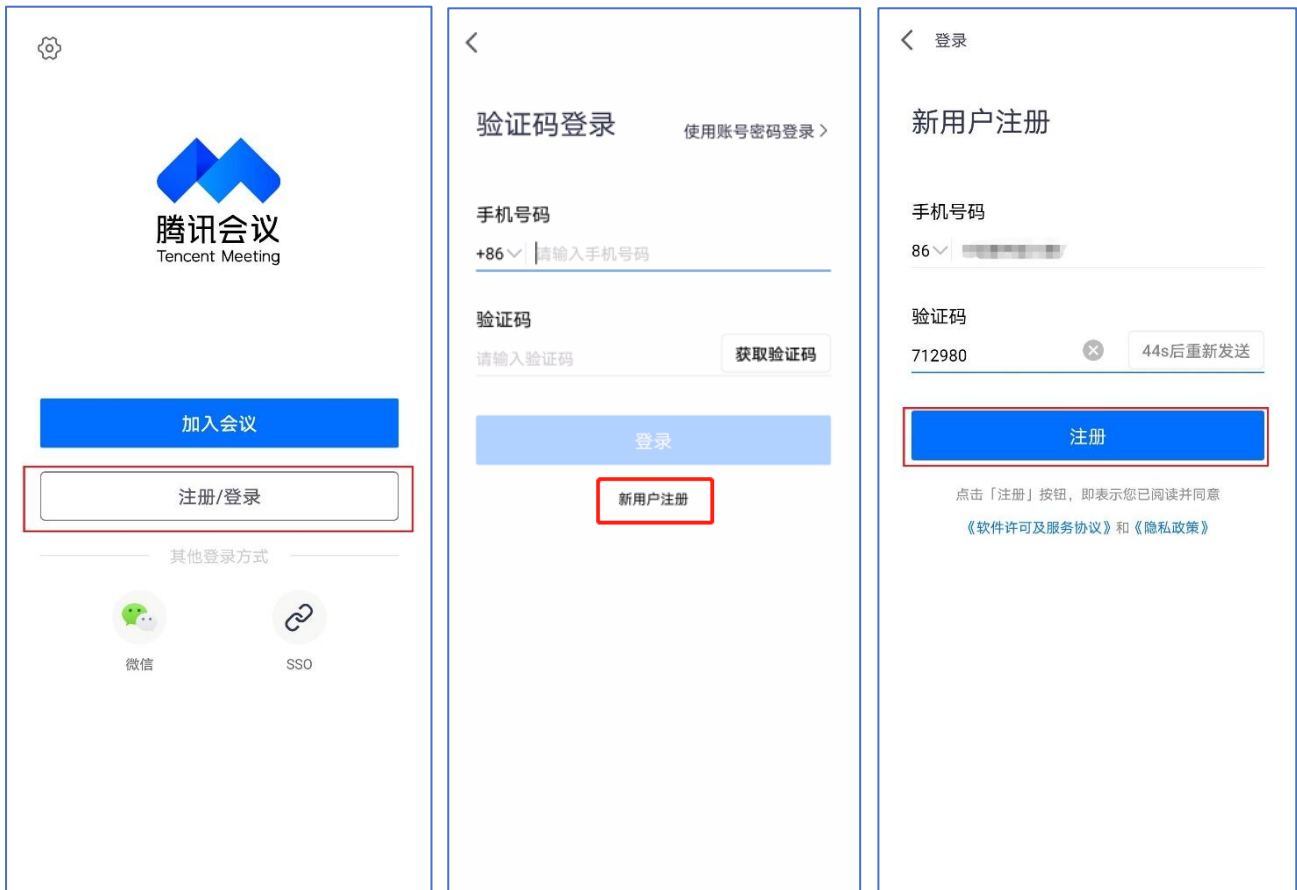 腾讯会议
Tencent Meeting
加入会议
注册/登录
其他登录方式
微信
SSO
验证码登录
使用账号密码登录
手机号码
+86
请输入手机号码
验证码
请输入验证码
获取验证码
登录
新用户注册
登录
新用户注册
手机号码
86
验证码
712980
44s后重新发送
注册
点击「注册」按钮，即表示您已阅读并同意
《软件许可及服务协议》和《隐私政策》